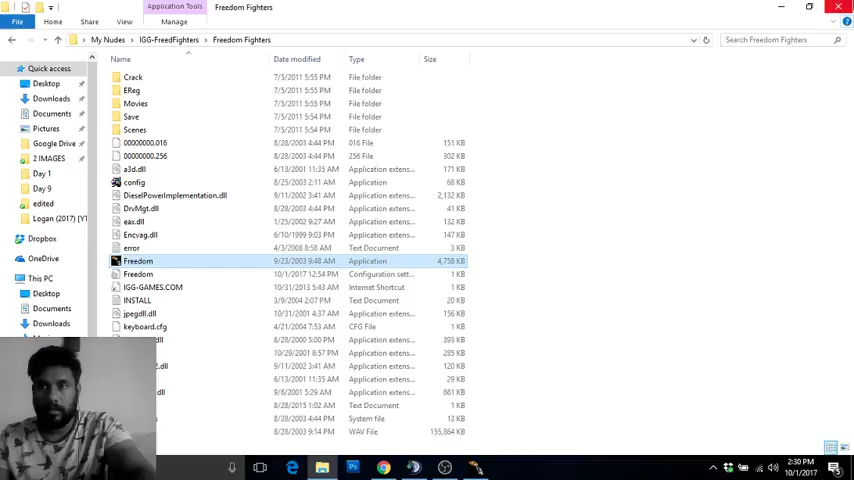 Application Tools
Freedom Fighters
File Home Share View Manage
My Nudes IGG-FreedFighters Freedom Fighters
Search Freedom Fighters
Name Date modified Type Size
Quick access
Desktop
Downloads
Documents
Pictures
Google Drive
2 IMAGES
Day 1
Day 9
edited
Logan (2017) [YT
Dropbox
OneDrive
This PC
Desktop
Documents
Downloads
Crack 7/5/2011 5:55 PM File folder
EReg 7/5/2011 5:55 PM File folder
Movies 7/5/2011 5:55 PM File folder
Save 7/5/2011 5:54 PM File folder
Scenes 7/5/2011 5:54 PM File folder
00000000.016 8/28/2003 4:44 PM 016 File 151 KB
00000000.256 8/28/2003 4:44 PM 256 File 302 KB
a3d.dll 6/13/2001 11:35 AM Application extens... 171 KB
config 8/25/2003 2:11 AM Application 68 KB
DieselPowerImplementation.dll 9/11/2002 3:41 AM Application extens... 2,132 KB
DrvMgt.dll 8/28/2003 4:44 PM Application extens... 41 KB
eax.dll 1/25/2002 9:27 AM Application extens... 132 KB
Encvag.dll 6/10/1999 9:03 PM Application extens... 147 KB
error 4/3/2008 8:58 AM Text Document 3 KB
Freedom 9/23/2003 9:48 AM Application 4,758 KB
Freedom 10/1/2017 12:54 PM Configuration sett... 1 KB
IGG-GAMES.COM 10/31/2013 5:43 AM Internet Shortcut 1 KB
INSTALL 3/9/2004 2:07 PM Text Document 20 KB
jpegdll.dll 10/31/2001 4:37 AM Application extens... 156 KB
keyboard.cfg 4/21/2004 7:53 AM CFG File 1 KB
8/28/2000 5:00 PM Application extens... 393 KB
10/29/2001 8:57 PM Application extens... 285 KB
9/11/2002 3:41 AM Application extens... 120 KB
6/13/2001 11:35 AM Application extens... 29 KB
9/6/2001 5:29 AM Application extens... 661 KB
8/28/2015 1:02 AM Text Document 1 KB
8/28/2003 4:44 PM System file 13 KB
8/28/2003 9:14 PM WAV File 155,864 KB
2:30 PM
10/1/2017